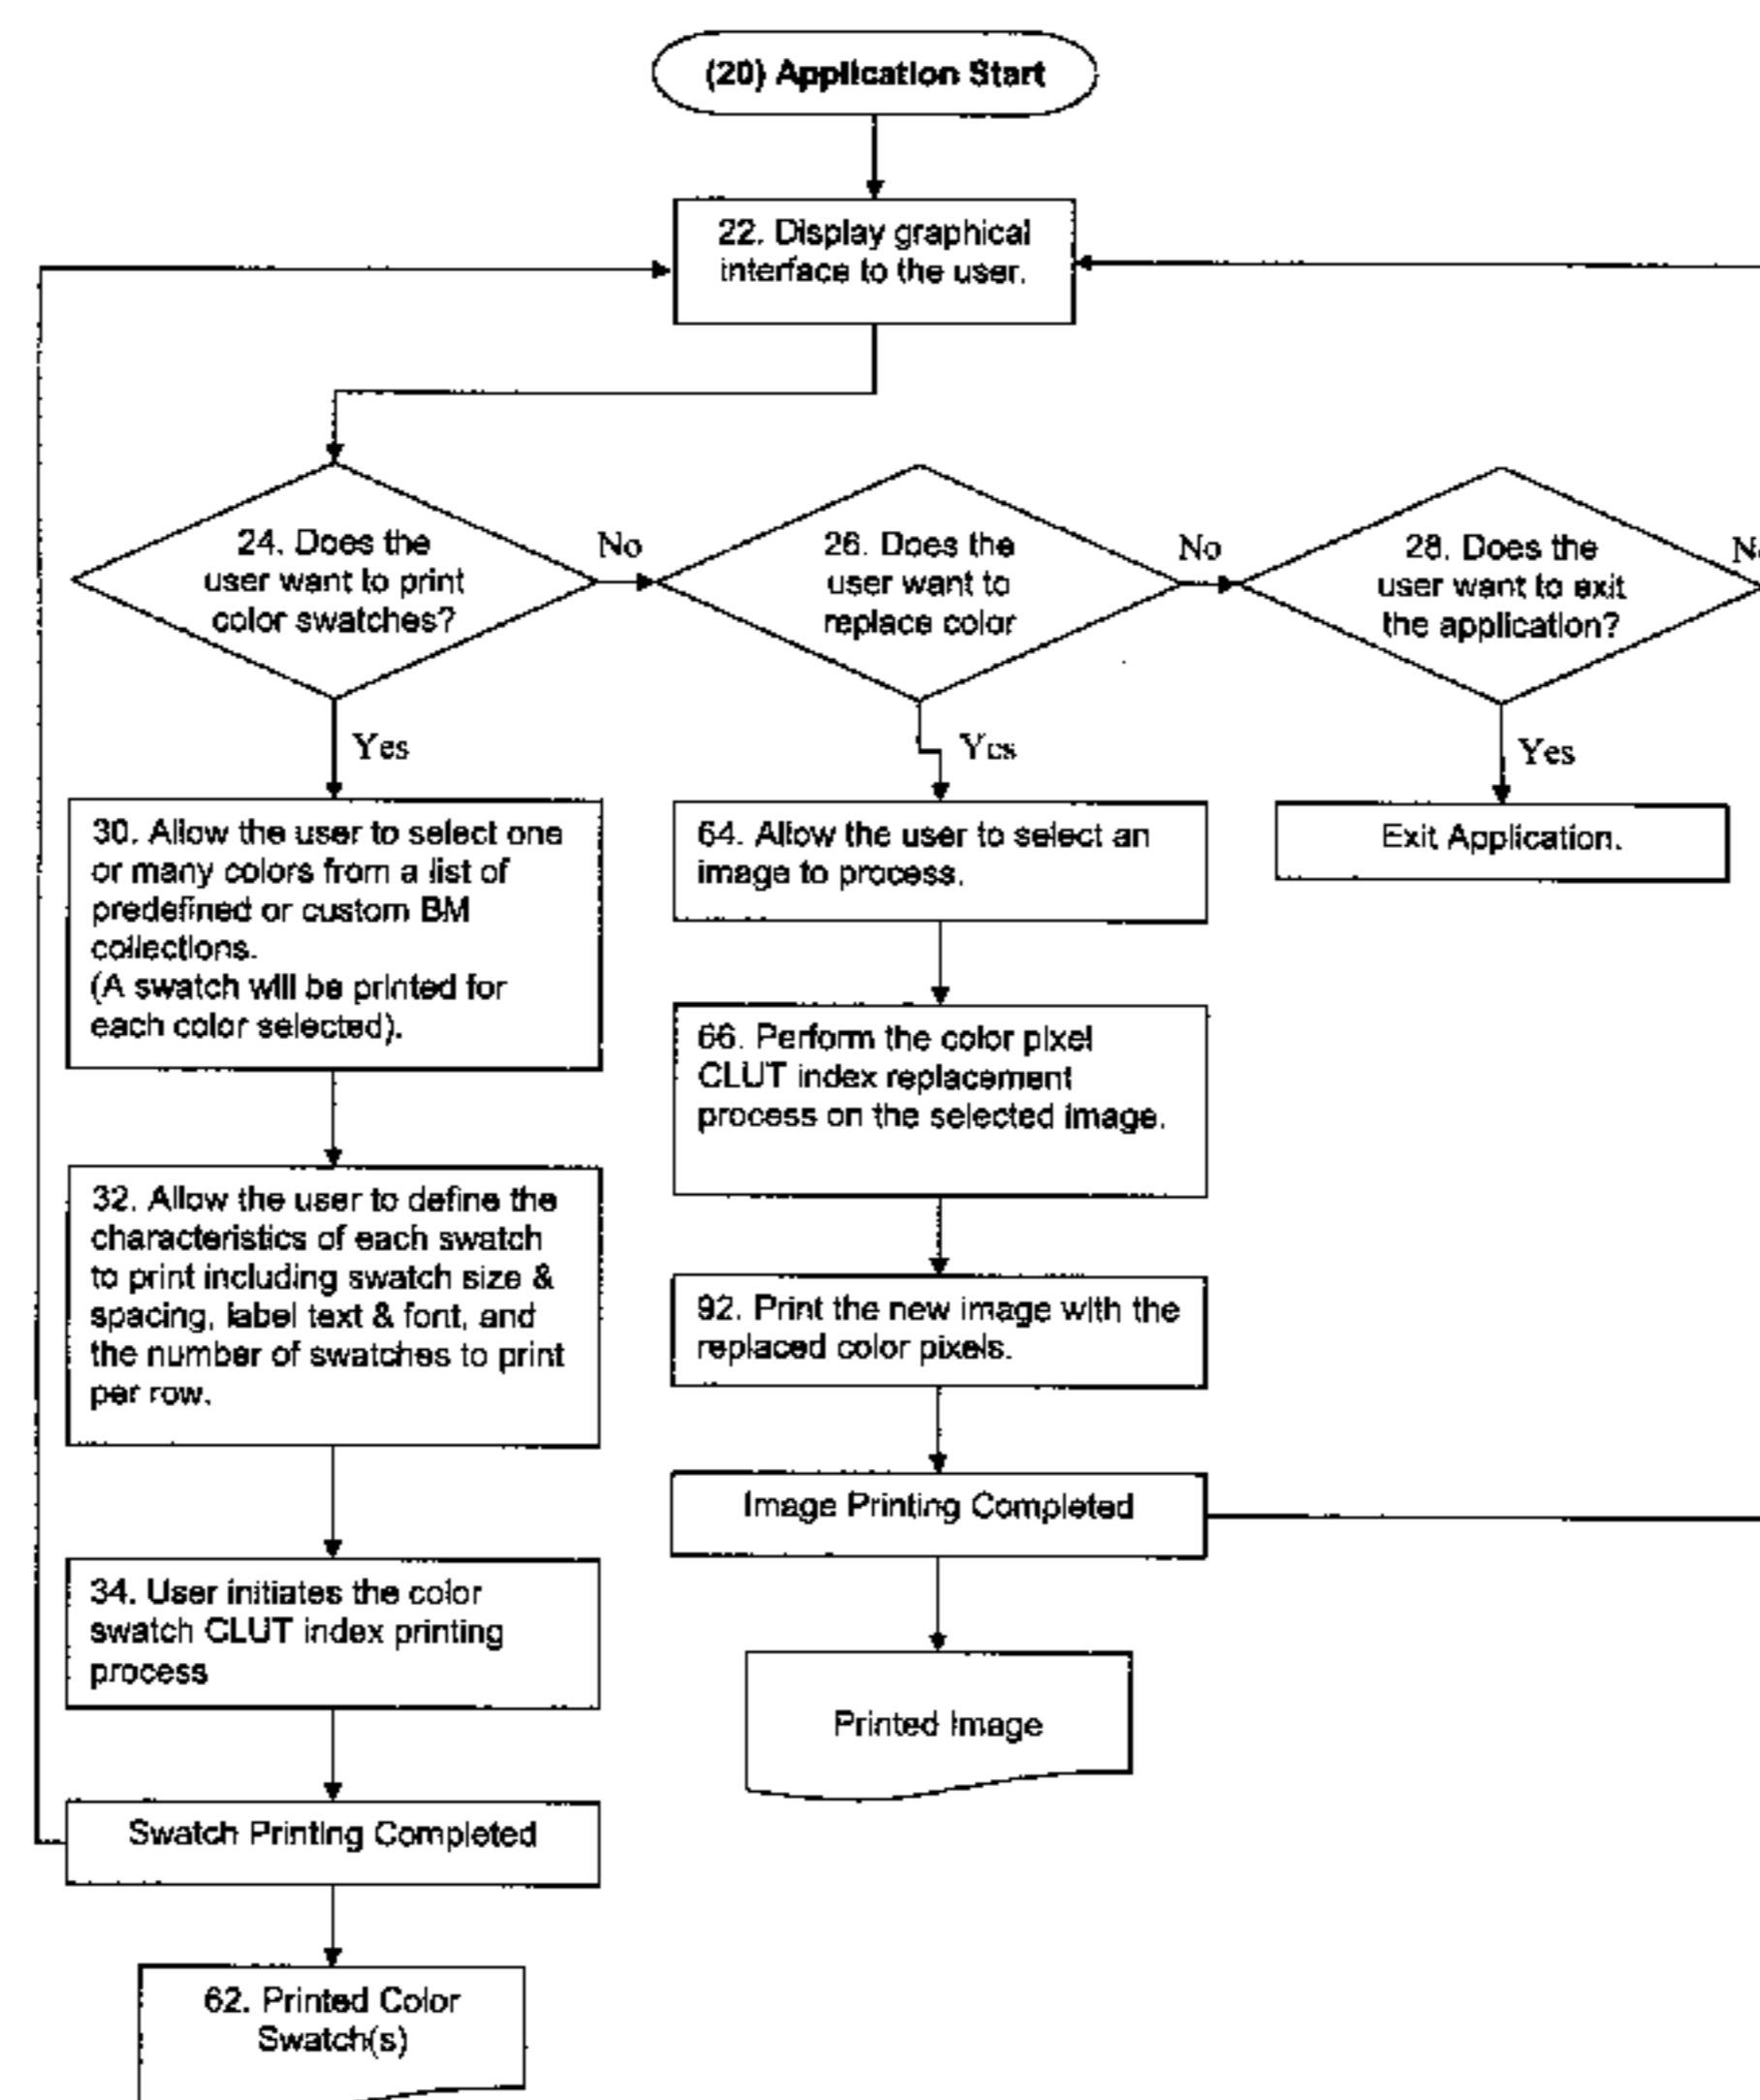 (20) Application Start
22. Display graphical
interface to the user.
24. Does the
user want to print
color swatches?
No
26. Does the
user want to
replace color
No
28. Does the
user want to exit
the application?
Yes
Yes
Yes
30. Allow the user to select one
or many colors from a list of
predefined or custom BM
collections.
(A swatch will be printed for
each color selected).
64. Allow the user to select an
image to process.
Exit Application.
66. Perform the color pixel
CLUT index replacement
process on the selected image.
32. Allow the user to define the
characteristics of each swatch
to print including swatch size &
spacing, label text & font, and
the number of swatches to print
per row.
92. Print the new image with the
replaced color pixels.
Image Printing Completed
34. User initiates the color
swatch CLUT index printing
process
Printed Image
Swatch Printing Completed
62. Printed Color
Swatch(s)